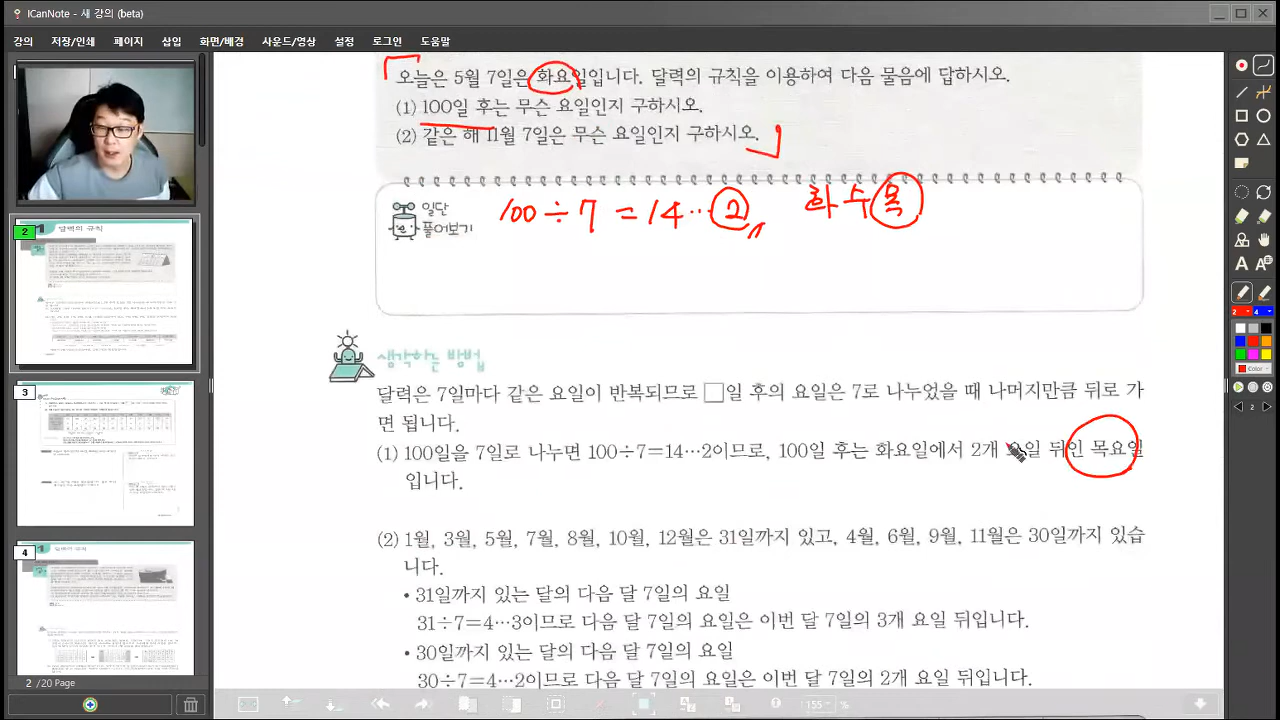 ICanNote - 새 강의 (beta)
강의 저장/인쇄 페이지 삽입 화면/배경 사운드/영상 설정 로그인 도움말
오늘은 5월 7일은 화요일입니다. 달력의 규칙을 이용하여 다음 물음에 답하시오.
(1) 100일 후는 무슨 요일인지 구하시오.
(2) 같은 해 11월 7일은 무슨 요일인지 구하시오.
일단
풀어보기
100÷7 =14…2 화 수 목
생각하는 방법
달력은 7일마다 같은 요일이 반복되므로 □일 후의 요일은 7로 나누었을 때 나머지만큼 뒤로 가
면 됩니다.
(1) 100일을 7일로 나누면 100÷7=14…2이므로, 100일 후는 화요일에서 2개 요일 뒤인 목요일
입니다.
(2) 1월, 3월, 5월, 7월, 8월, 10월, 12월은 31일까지 있고, 4월, 6월, 9월, 11월은 30일까지 있습
니다.
• 31일까지 있는 달의 다음 달 7일의 요일
31÷7=4…3이므로 다음 달 7일의 요일은 이번 달 7일의 3개 요일 뒤입니다.
• 30일까지 있는 달의 다음 달 7일의 요일
30÷7=4…2이므로 다음 달 7일의 요일은 이번 달 7일의 2개 요일 뒤입니다.
2
달력의 규칙
3
4
달력의 규칙
2 /20 Page
155 %
A A
2 4
Color
2